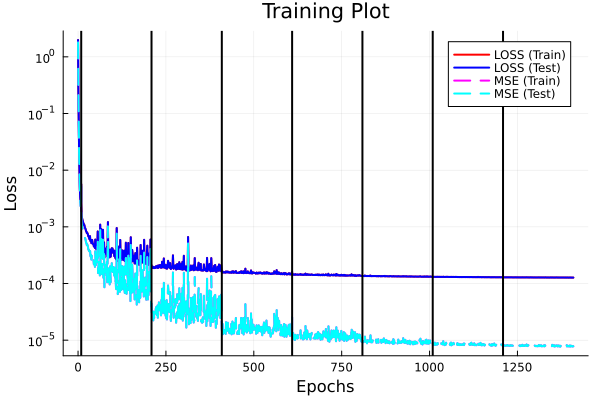 Training Plot
LOSS (Train)
LOSS (Test)
MSE (Train)
MSE (Test)
10⁰
10⁻¹
10⁻²
10⁻³
10⁻⁴
10⁻⁵
Loss
0 250 500 750 1000 1250
Epochs